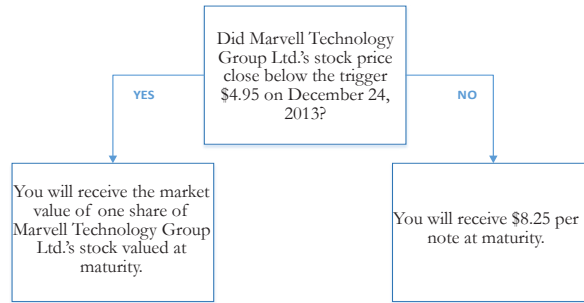 Did Marvell Technology
Group Ltd.'s stock price
close below the trigger
$4.95 on December 24,
2013?
YES
NO
You will receive the market
value of one share of
Marvell Technology Group
Ltd.'s stock valued at
maturity.
You will receive $8.25 per
note at maturity.